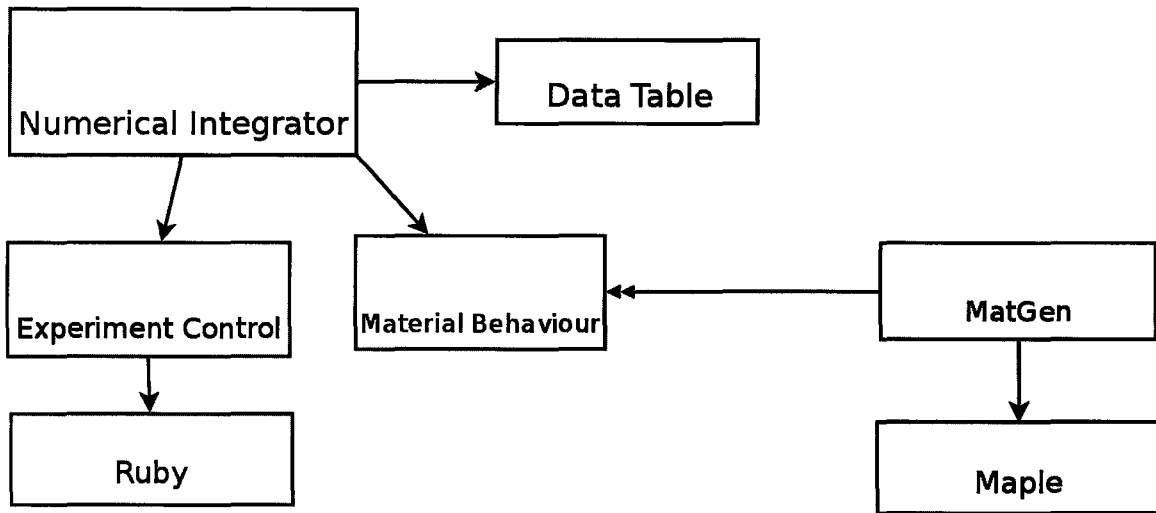 Data Table
Numerical Integrator
Experiment Control
Material Behaviour
MatGen
Ruby
Maple